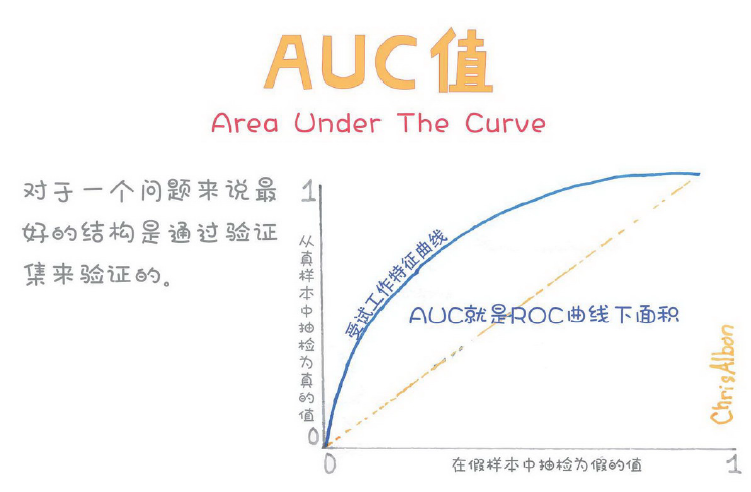 AUC值
Area Under The Curve
对于一个问题来说最
好的结构是通过验证
集来验证的。
1
从真样本中抽检为真的值
0
受试工作特征曲线
AUC就是ROC曲线下面积
ChrisAlbon
0
在假样本中抽检为假的值
1